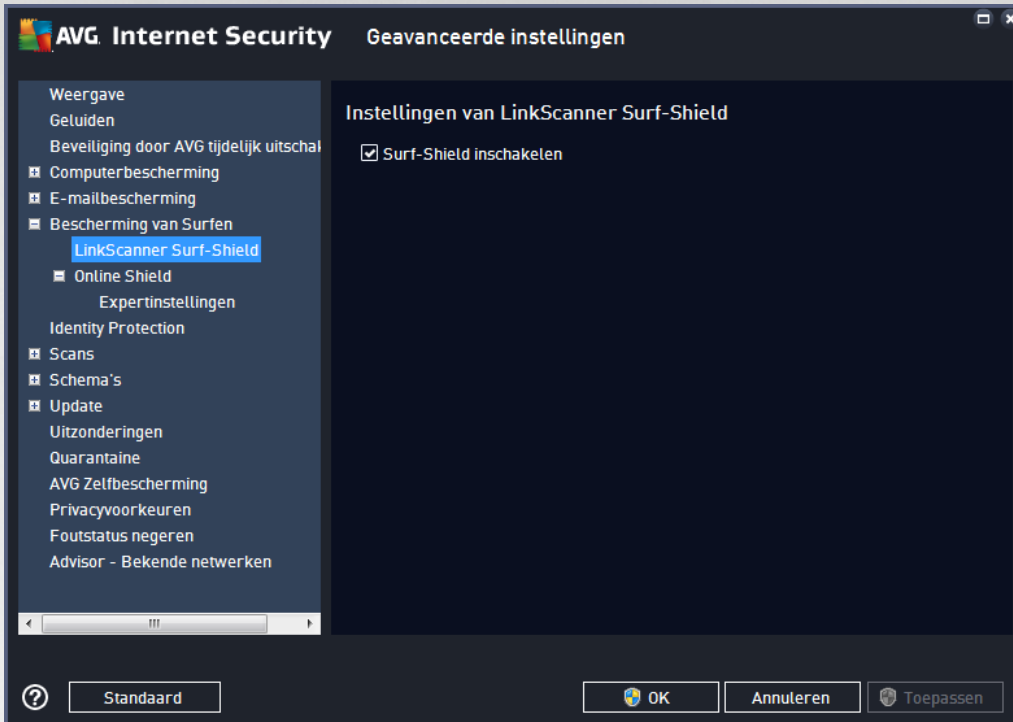 AVG Internet Security Geavanceerde instellingen
Weergave
Geluiden
Beveiliging door AVG tijdelijk uitschak
Computerbescherming
E-mailbescherming
Bescherming van Surfen
LinkScanner Surf-Shield
Online Shield
Expertinstellingen
Identity Protection
Scans
Schema's
Update
Uitzonderingen
Quarantaine
AVG Zelfbescherming
Privacyvoorkeuren
Foutstatus negeren
Advisor - Bekende netwerken
Instellingen van LinkScanner Surf-Shield
Surf-Shield inschakelen
? Standaard OK Annuleren Toepassen